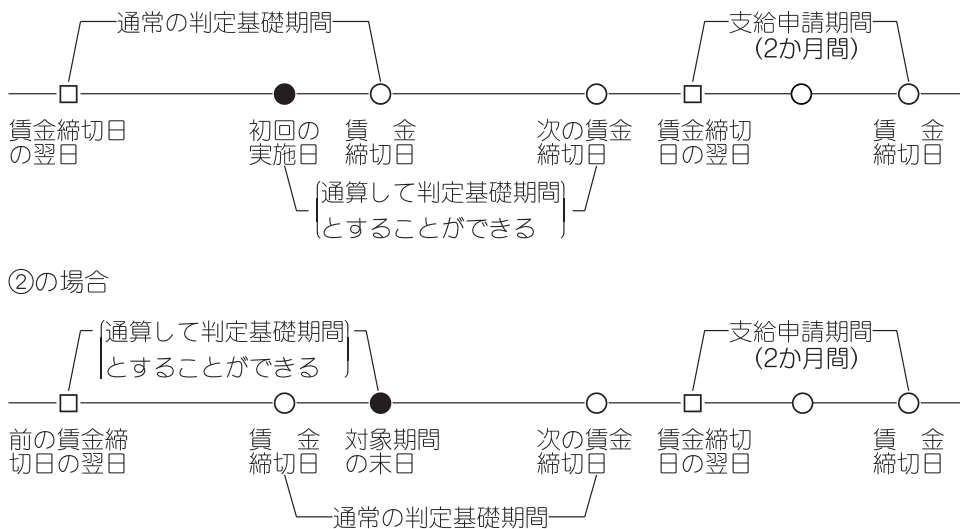 通常の判定基礎期間
支給申請期間
(2か月間)
賃金締切日
の翌日
初回の
実施日
賃　金
締切日
次の賃金
締切日
賃金締切
日の翌日
賃　金
締切日
通算して判定基礎期間
とすることができる
②の場合
通算して判定基礎期間
とすることができる
支給申請期間
(2か月間)
前の賃金締
切日の翌日
賃　金
締切日
対象期間
の末日
次の賃金
締切日
賃金締切
日の翌日
賃　金
締切日
通常の判定基礎期間